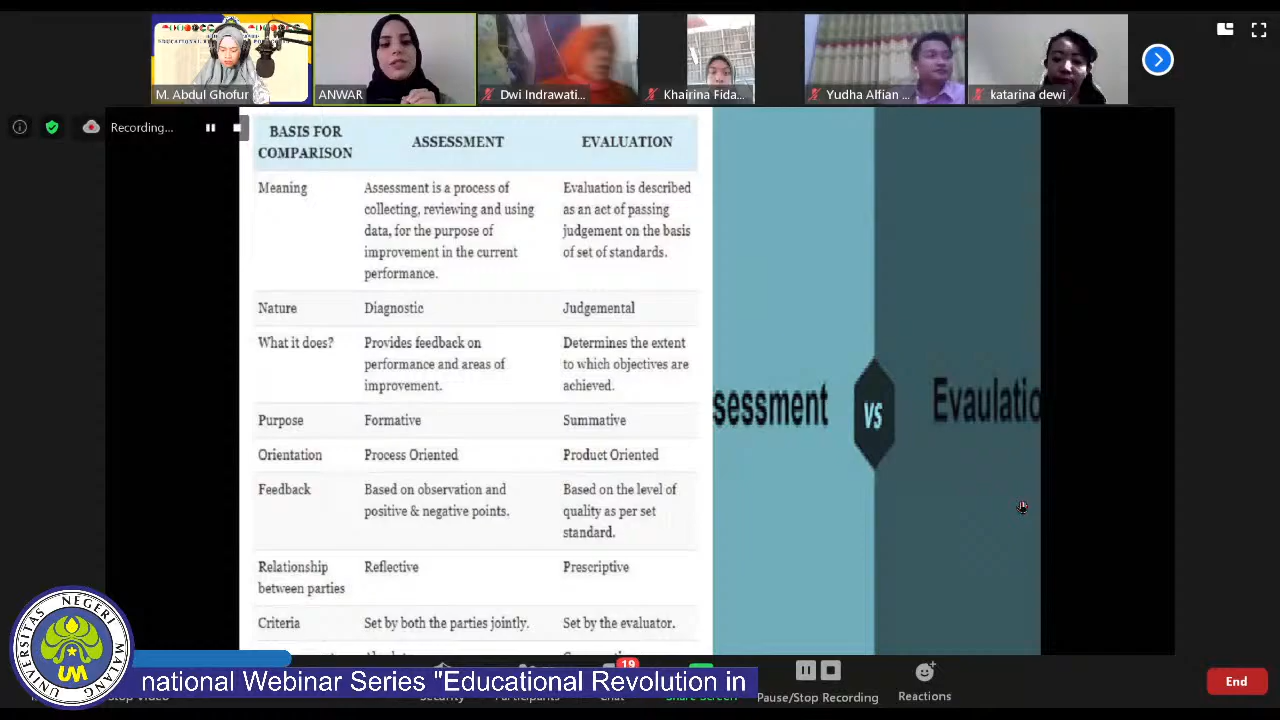 EDUCATIONAL
M. Abdul Ghofur
ANWAR
Dwi Indrawati...
Khairina Fida...
Yudha Alfian ...
katarina dewi
Recording...
BASIS FOR COMPARISON
ASSESSMENT
EVALUATION
Meaning
Assessment is a process of
collecting, reviewing and using
data, for the purpose of
improvement in the current
performance.
Evaluation is described
as an act of passing
judgement on the basis
of set of standards.
Nature
Diagnostic
Judgemental
What it does?
Provides feedback on
performance and areas of
improvement.
Determines the extent
to which objectives are
achieved.
Purpose
Formative
Summative
Orientation
Process Oriented
Product Oriented
Feedback
Based on observation and
positive & negative points.
Based on the level of
quality as per set
standard.
Relationship
between parties
Reflective
Prescriptive
Criteria
Set by both the parties jointly.
Set by the evaluator.
sessment
VS
Evaulatio
UNIVERSITAS NEGERI MALANG
UM
19
national Webinar Series "Educational Revolution in
Pause/Stop Recording
Reactions
End